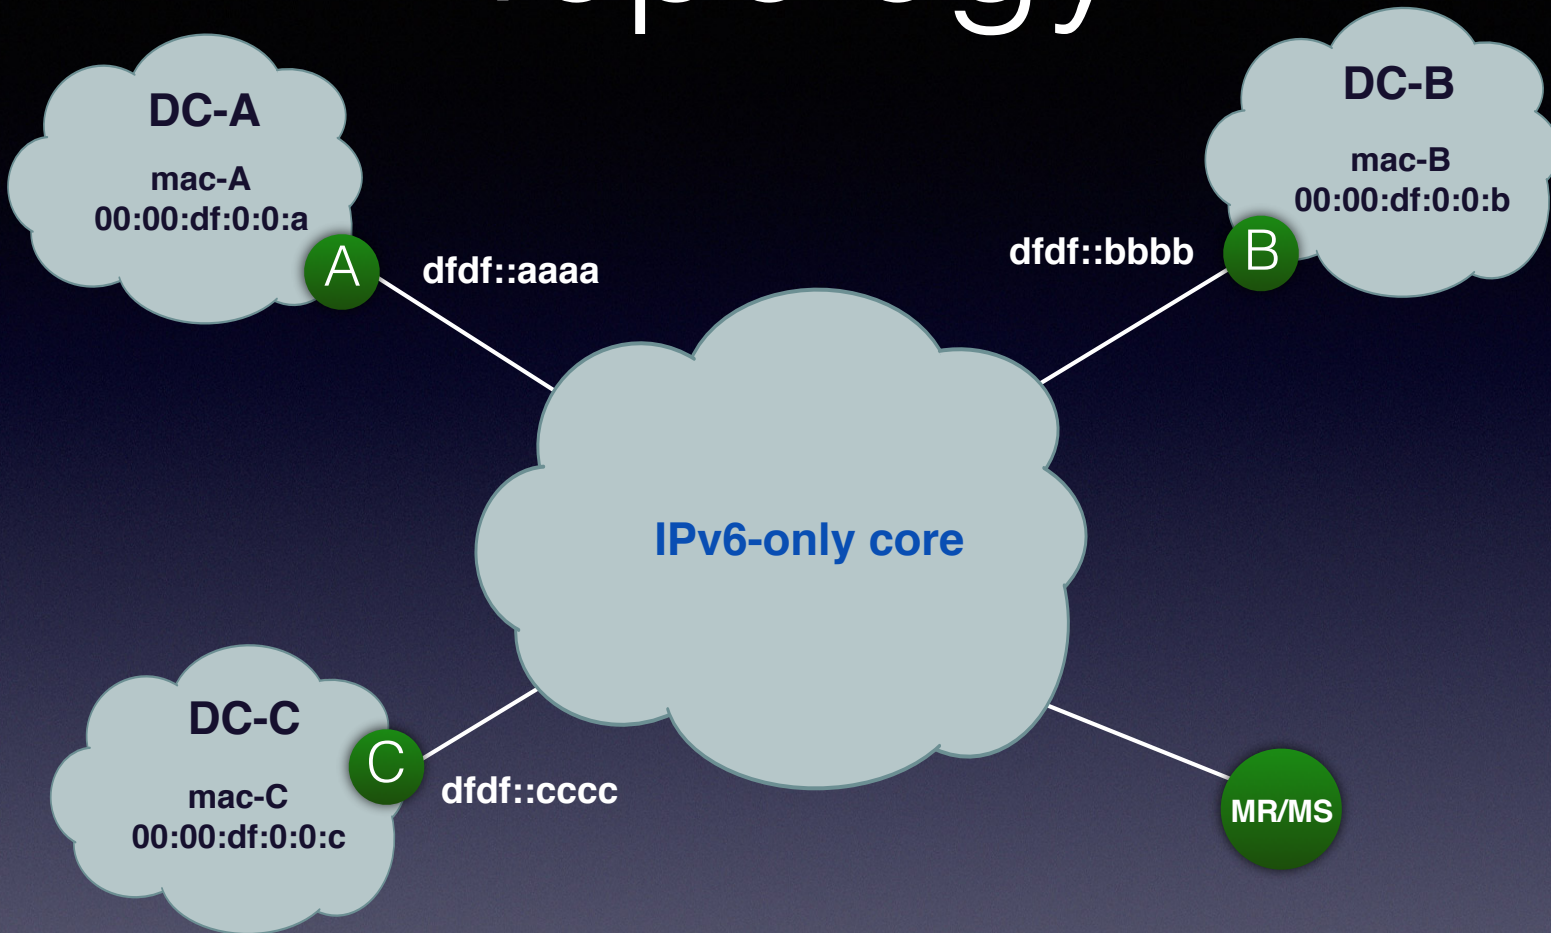 Topology
DC-A
mac-A
00:00:df:0:0:a
A
dfdf::aaaa
DC-B
mac-B
00:00:df:0:0:b
B
dfdf::bbbb
IPv6-only core
DC-C
mac-C
00:00:df:0:0:c
C
dfdf::cccc
MR/MS